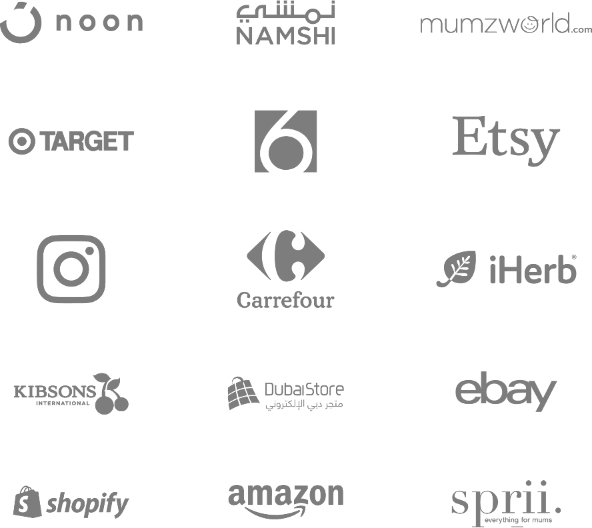 noon
نمشي
NAMSHI
mumzworld.com
TARGET
6
Etsy
Carrefour
iHerb®
KIBSONS
INTERNATIONAL
DubaiStore
متجر دبي الإلكتروني
ebay
shopify
amazon
sprii.
everything for mums